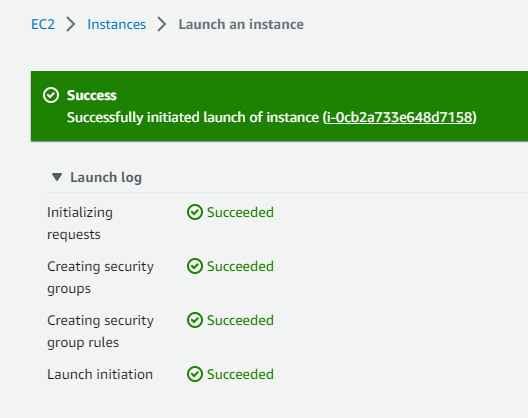 EC2 > Instances > Launch an instance
Success
Successfully initiated launch of instance (i-0cb2a733e648d7158)
Launch log
Initializing
requests
Succeeded
Creating security
groups
Succeeded
Creating security
group rules
Succeeded
Launch initiation
Succeeded